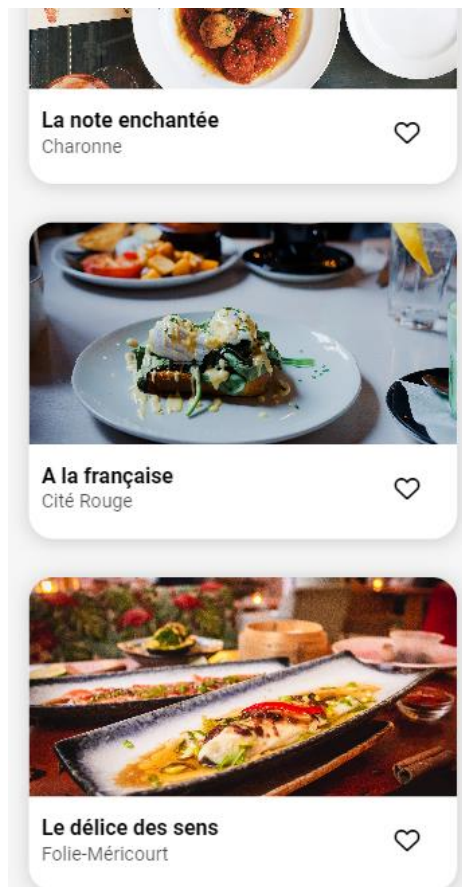 La note enchantée
Charonne
A la française
Cité Rouge
Le délice des sens
Folie-Méricourt